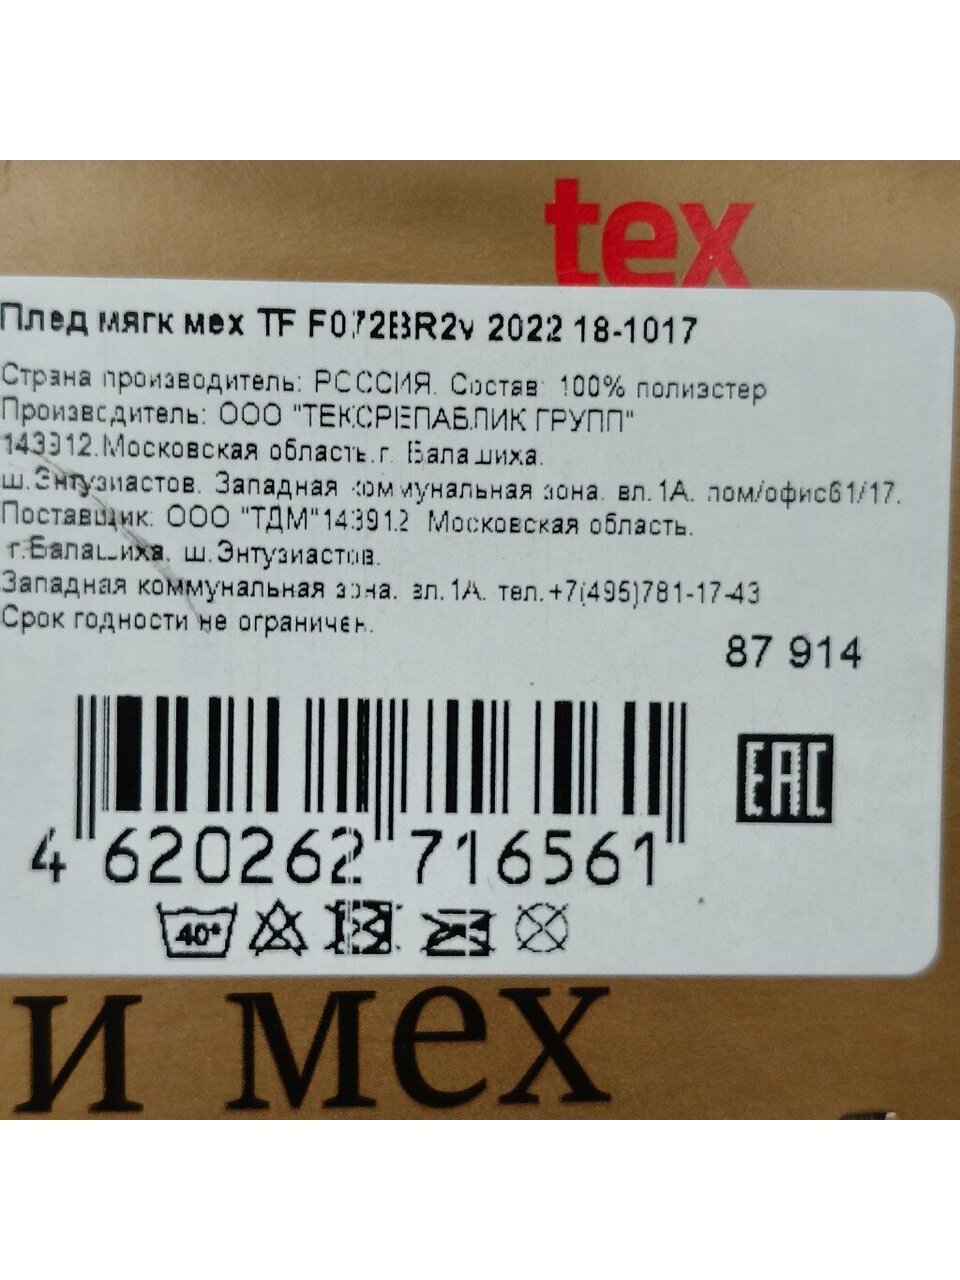 tex
Плед мягк мех TF F072BR2v 2022 18-1017
Страна производитель: РОССИЯ. Состав: 100% полиэстер
Производитель: ООО "ТЕКСРЕПАБЛИК ГРУПП"
143912.Московская область.г. Балашиха.
ш.Энтузиастов. Западная коммунальная зона. вл.1А. пом/офис61/17.
Поставщик: ООО "ТДМ"143912 Московская область.
г.Балашиха. ш.Энтузиастов.
Западная коммунальная зона. вл.1А. тел.+7(495)781-17-43
Срок годности не ограничен.
87 914
EAC
4 620262 716561
40°
и мех